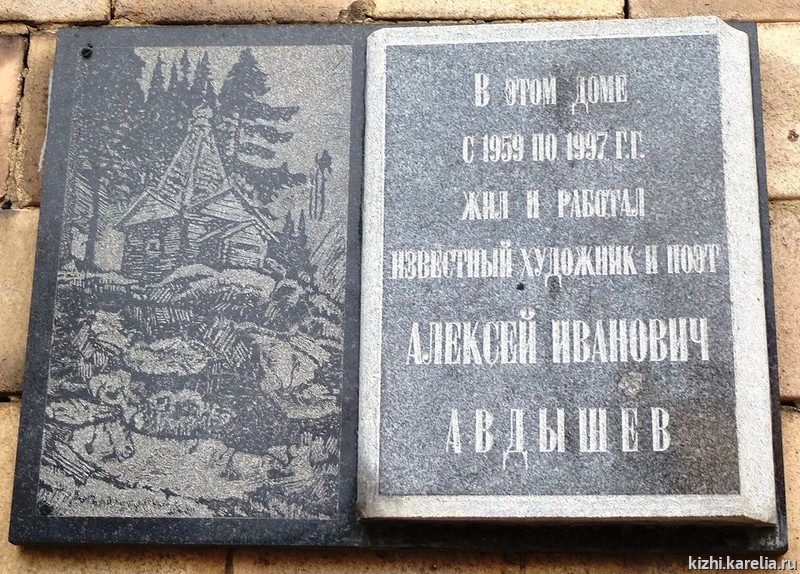 В ЭТОМ ДОМЕ
С 1959 ПО 1997 Г.Г.
ЖИЛ И РАБОТАЛ
ИЗВЕСТНЫЙ ХУДОЖНИК И ПОЭТ
АЛЕКСЕЙ ИВАНОВИЧ
АВДЫШЕВ
kizhi.karelia.ru